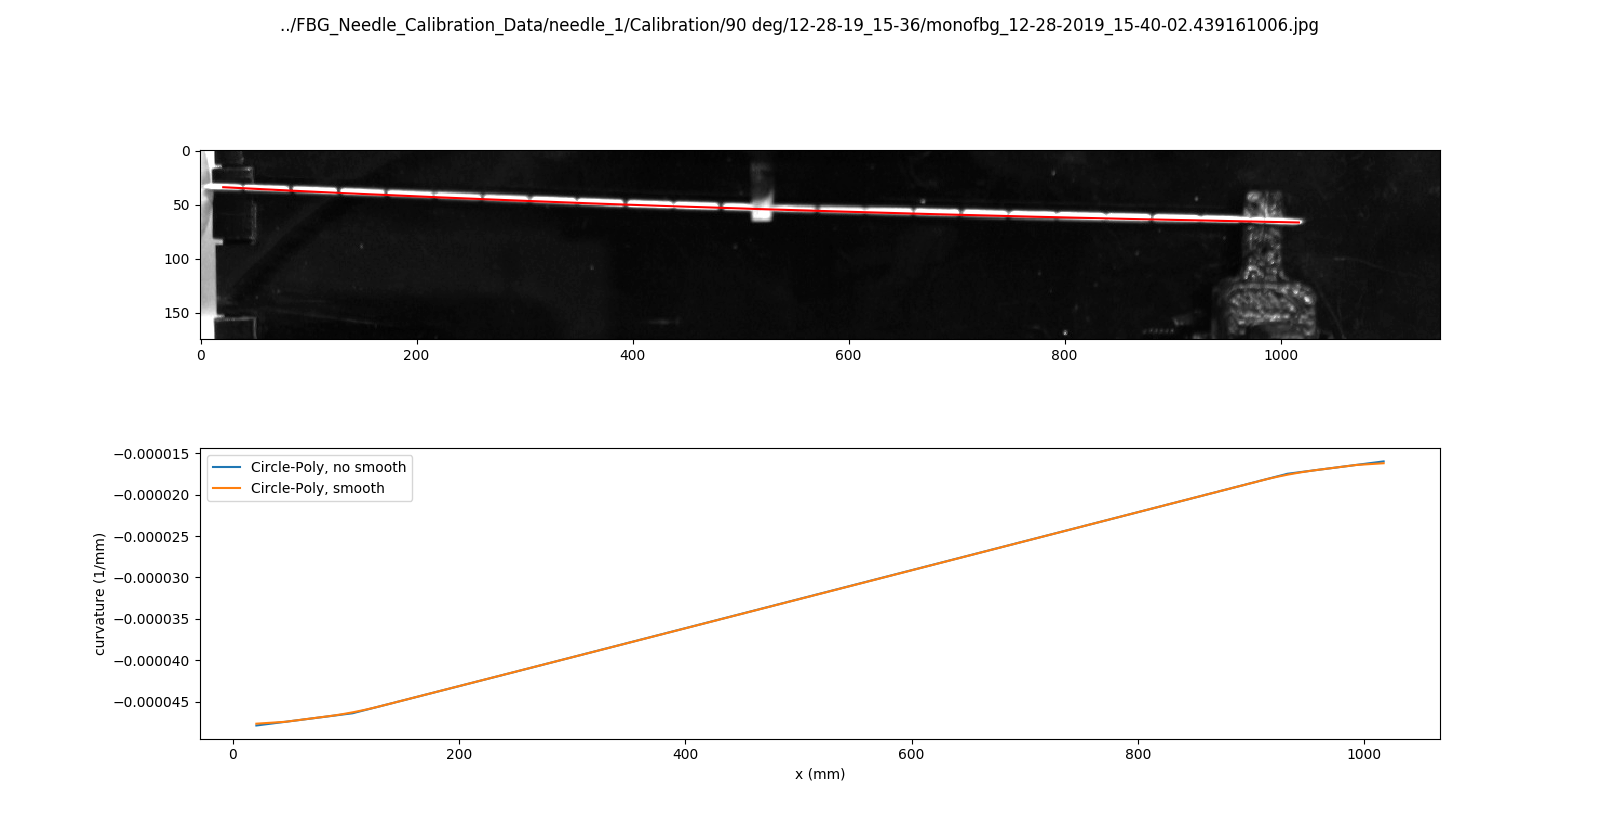 ../FBG_Needle_Calibration_Data/needle_1/Calibration/90 deg/12-28-19_15-36/monofbg_12-28-2019_15-40-02.439161006.jpg
0
50
100
150
0 200 400 600 800 1000
−0.000015
−0.000020
−0.000025
−0.000030
−0.000035
−0.000040
−0.000045
curvature (1/mm)
Circle-Poly, no smooth
Circle-Poly, smooth
0 200 400 600 800 1000
x (mm)